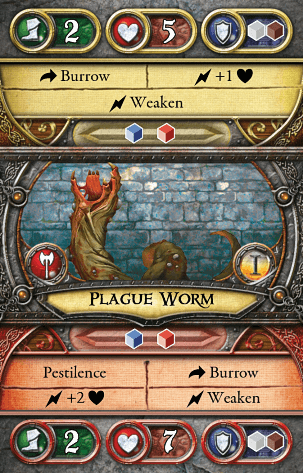 2 5
Burrow +1
Weaken
I
PLAGUE WORM
Pestilence Burrow
+2 Weaken
2 7